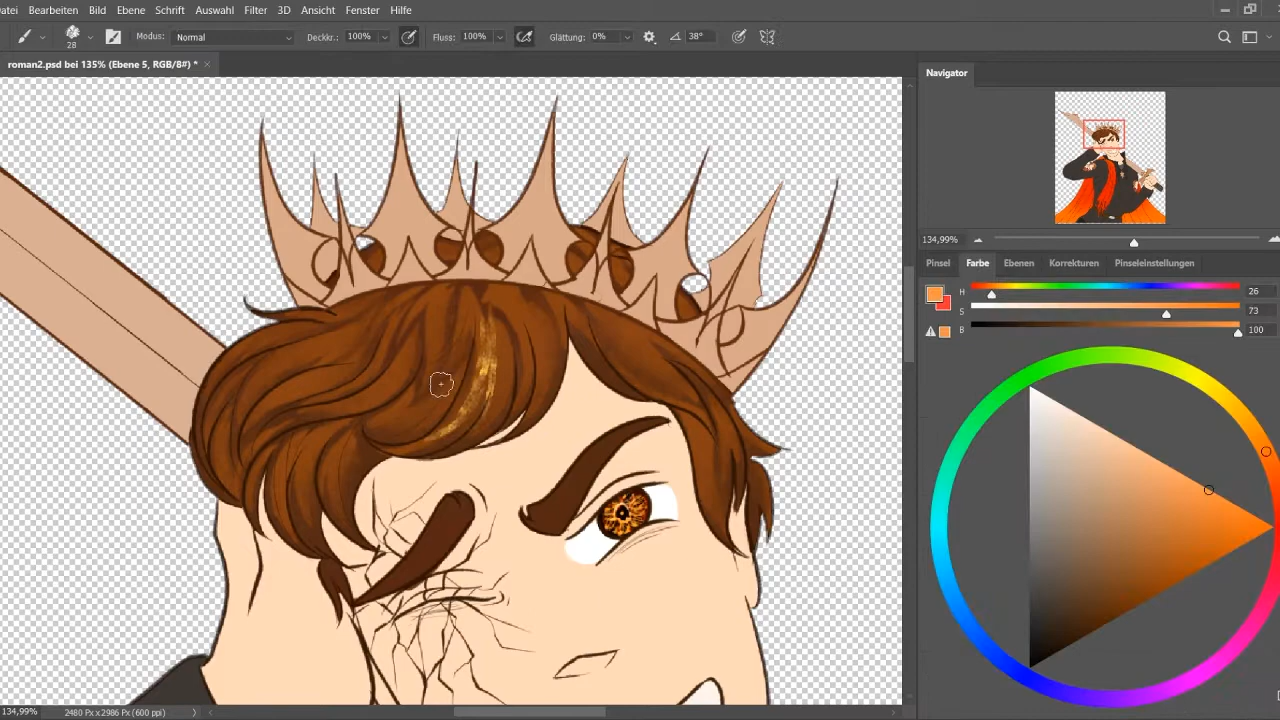 atei Bearbeiten Bild Ebene Schrift Auswahl Filter 3D Ansicht Fenster Hilfe
28 Modus: Normal Deckkr.: 100% Fluss: 100% Glättung: 0% 38°
roman2.psd bei 135% (Ebene 5, RGB/8#) * ×
Navigator
134,99%
Pinsel Farbe Ebenen Korrekturen Pinseleinstellungen
H 26
S 73
B 100
134,99% 2480 Px x 2986 Px (600 ppi)